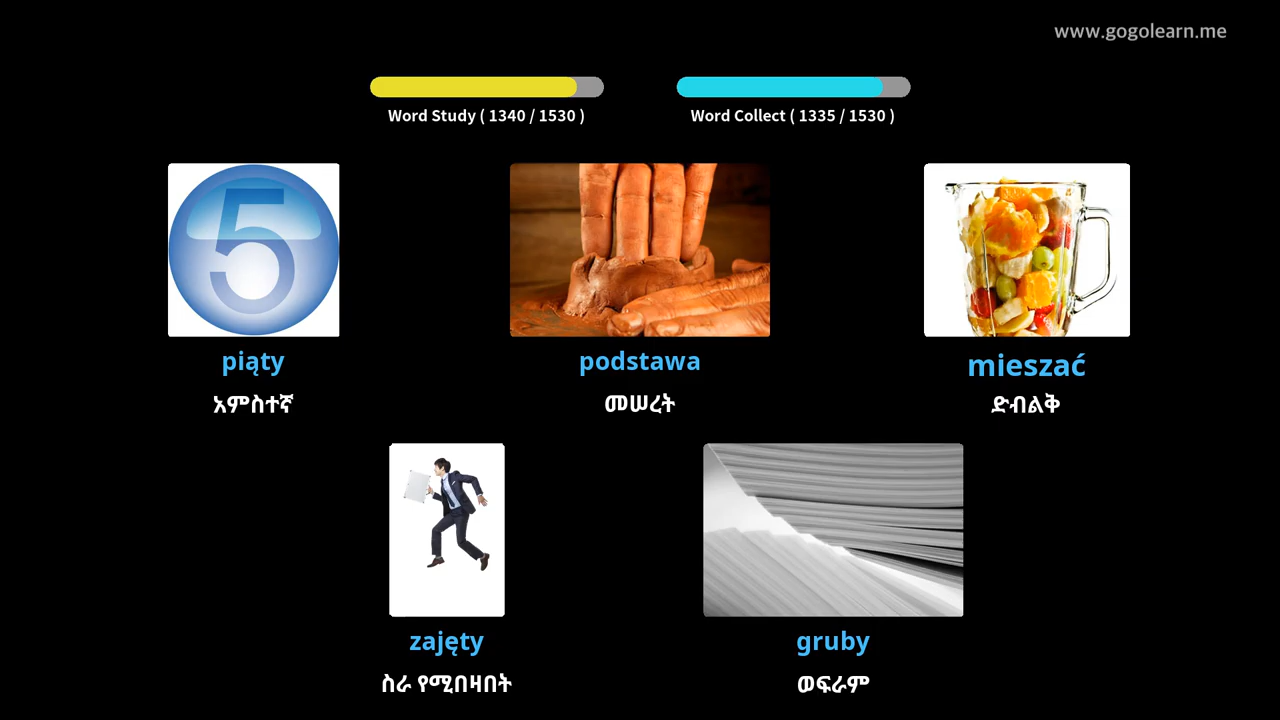 www.gogolearn.me
Word Study ( 1340 / 1530 )
Word Collect ( 1335 / 1530 )
5
piąty
አምስተኛ
podstawa
መሠረት
mieszać
ድብልቅ
zajęty
ስራ የሚበዛበት
gruby
ወፍራም